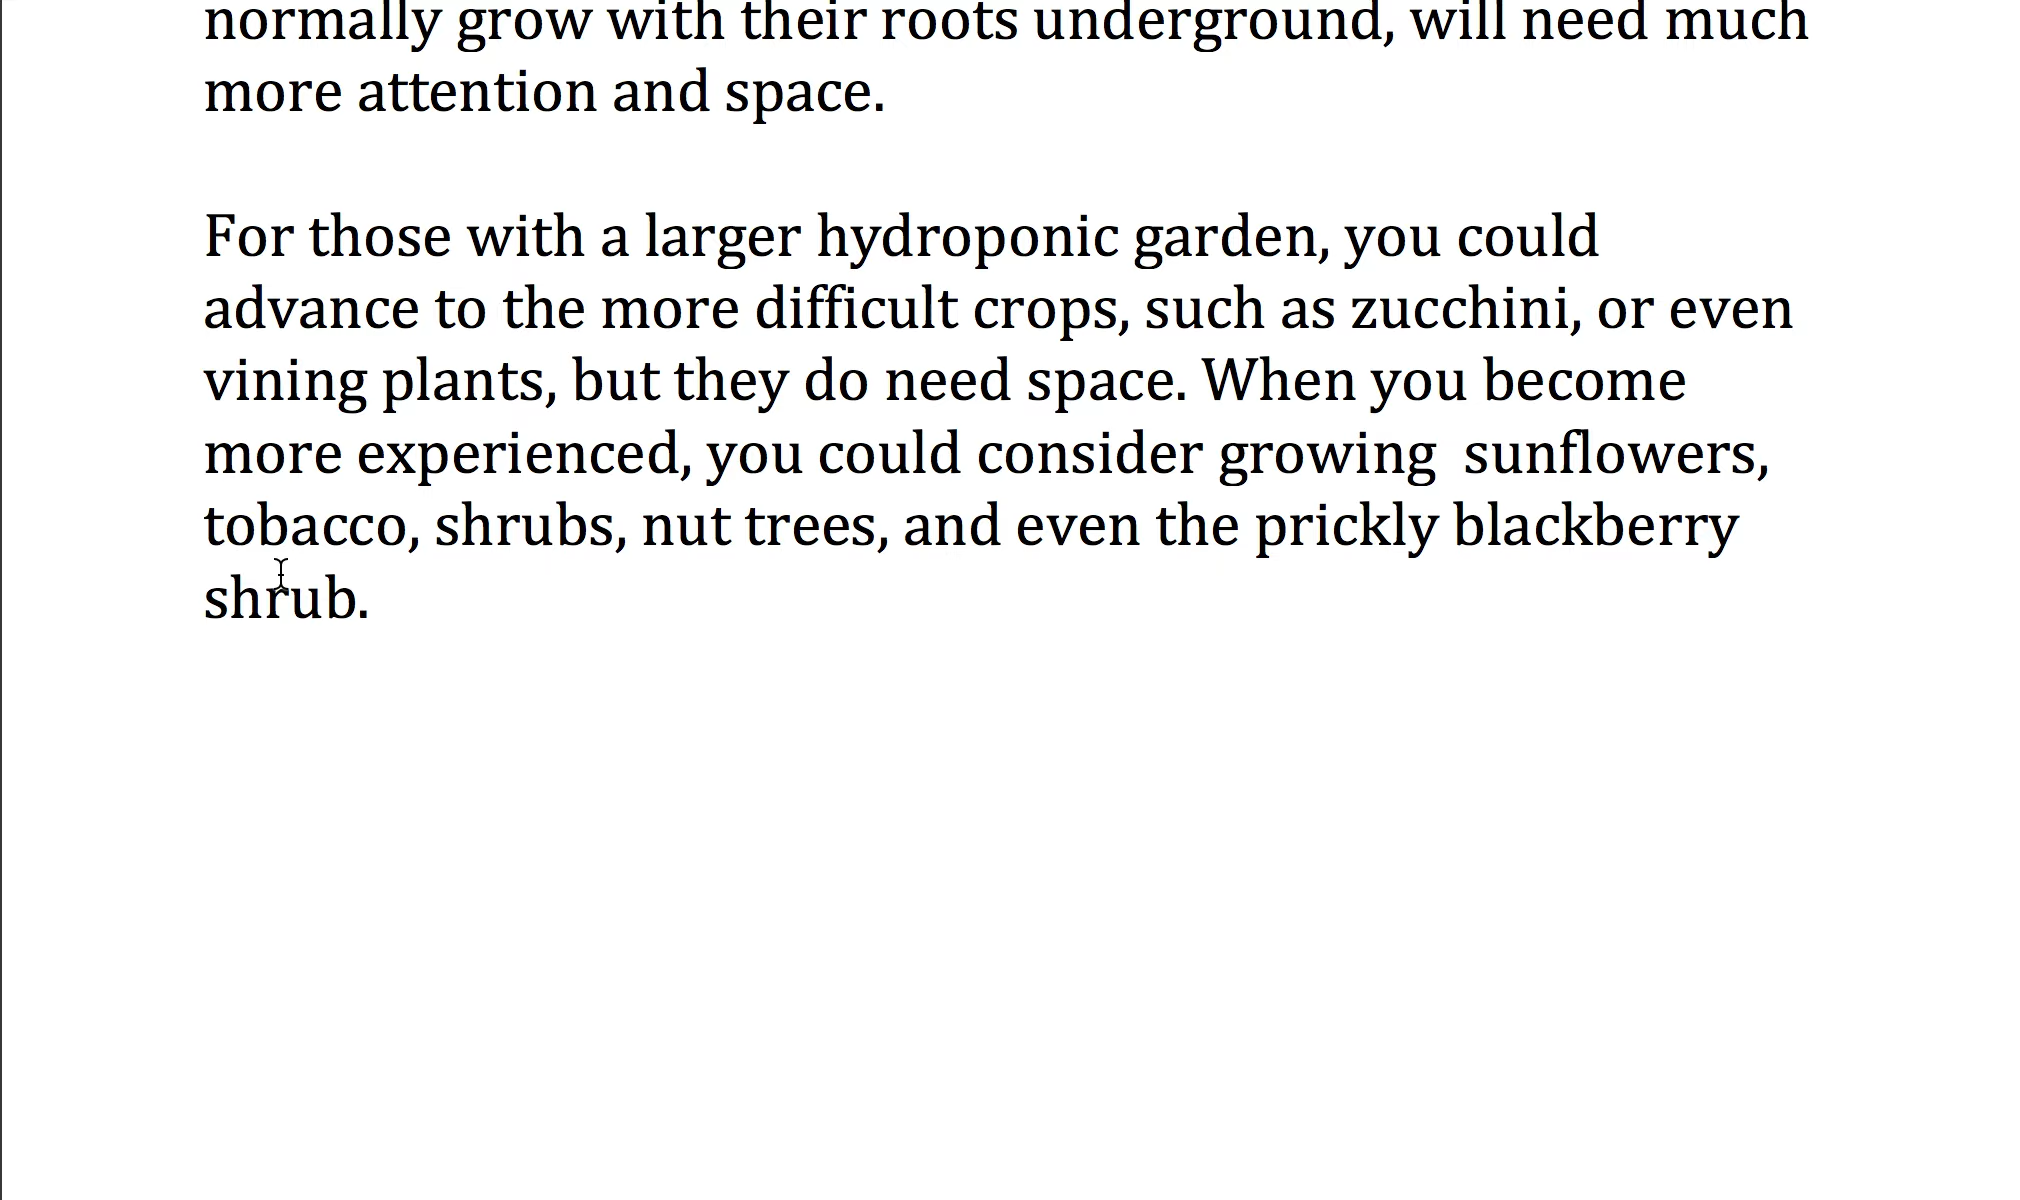 normally grow with their roots underground, will need much
more attention and space.
For those with a larger hydroponic garden, you could
advance to the more difficult crops, such as zucchini, or even
vining plants, but they do need space. When you become
more experienced, you could consider growing  sunflowers,
tobacco, shrubs, nut trees, and even the prickly blackberry
shrub.